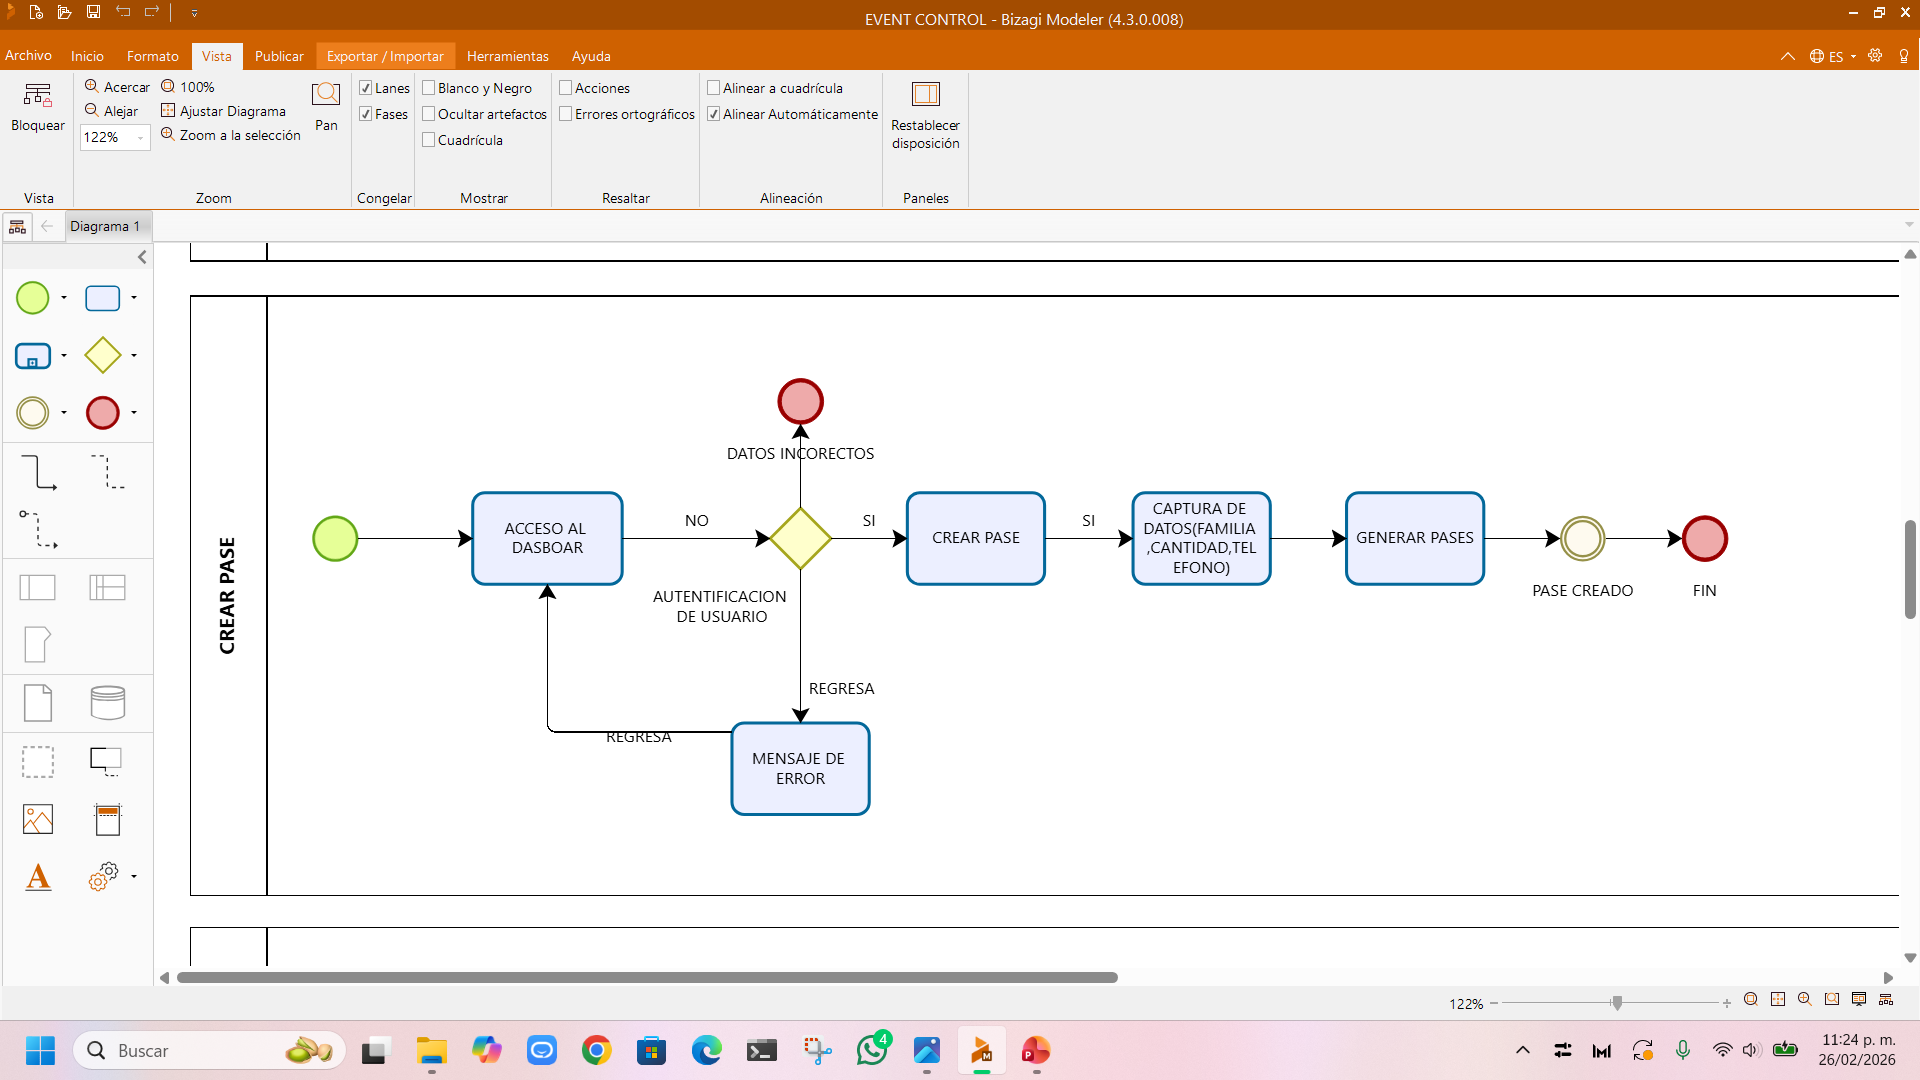 EVENT CONTROL - Bizagi Modeler (4.3.0.008)
Archivo
Inicio
Formato
Vista
Publicar
Exportar / Importar
Herramientas
Ayuda
ES
Bloquear
Vista
Acercar
Alejar
122%
100%
Ajustar Diagrama
Zoom a la selección
Pan
Zoom
Lanes
Fases
Congelar
Blanco y Negro
Ocultar artefactos
Cuadrícula
Mostrar
Acciones
Errores ortográficos
Resaltar
Alinear a cuadrícula
Alinear Automáticamente
Alineación
Restablecer
disposición
Paneles
Diagrama 1
CREAR PASE
DATOS INCORECTOS
ACCESO AL
DASBOAR
NO
SI
CREAR PASE
SI
CAPTURA DE
DATOS(FAMILIA
,CANTIDAD,TEL
EFONO)
GENERAR PASES
PASE CREADO
FIN
AUTENTIFICACION
DE USUARIO
REGRESA
REGRESA
MENSAJE DE
ERROR
A
122%
Buscar
4
M
P
11:24 p. m.
26/02/2026